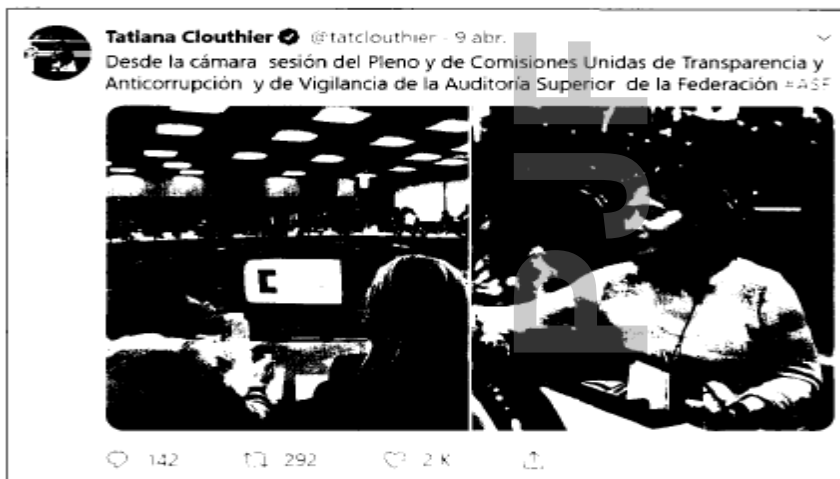 Tatiana Clouthier @tatclouthier - 9 abr.
Desde la cámara sesión del Pleno y de Comisiones Unidas de Transparencia y
Anticorrupción y de Vigilancia de la Auditoría Superior de la Federación #ASF
142 292 2 K